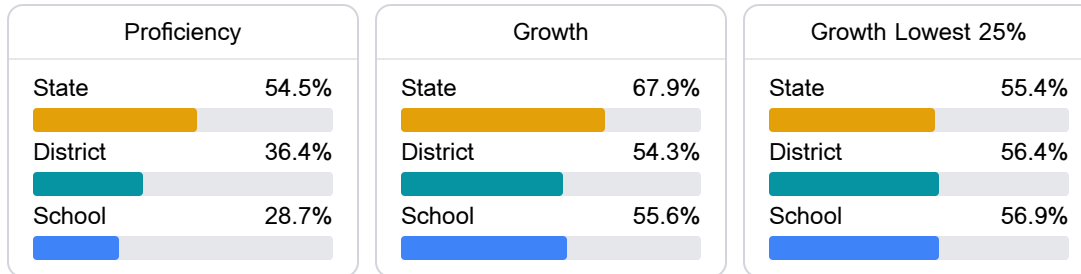 Proficiency
State 54.5%
District 36.4%
School 28.7%
Growth
State 67.9%
District 54.3%
School 55.6%
Growth Lowest 25%
State 55.4%
District 56.4%
School 56.9%